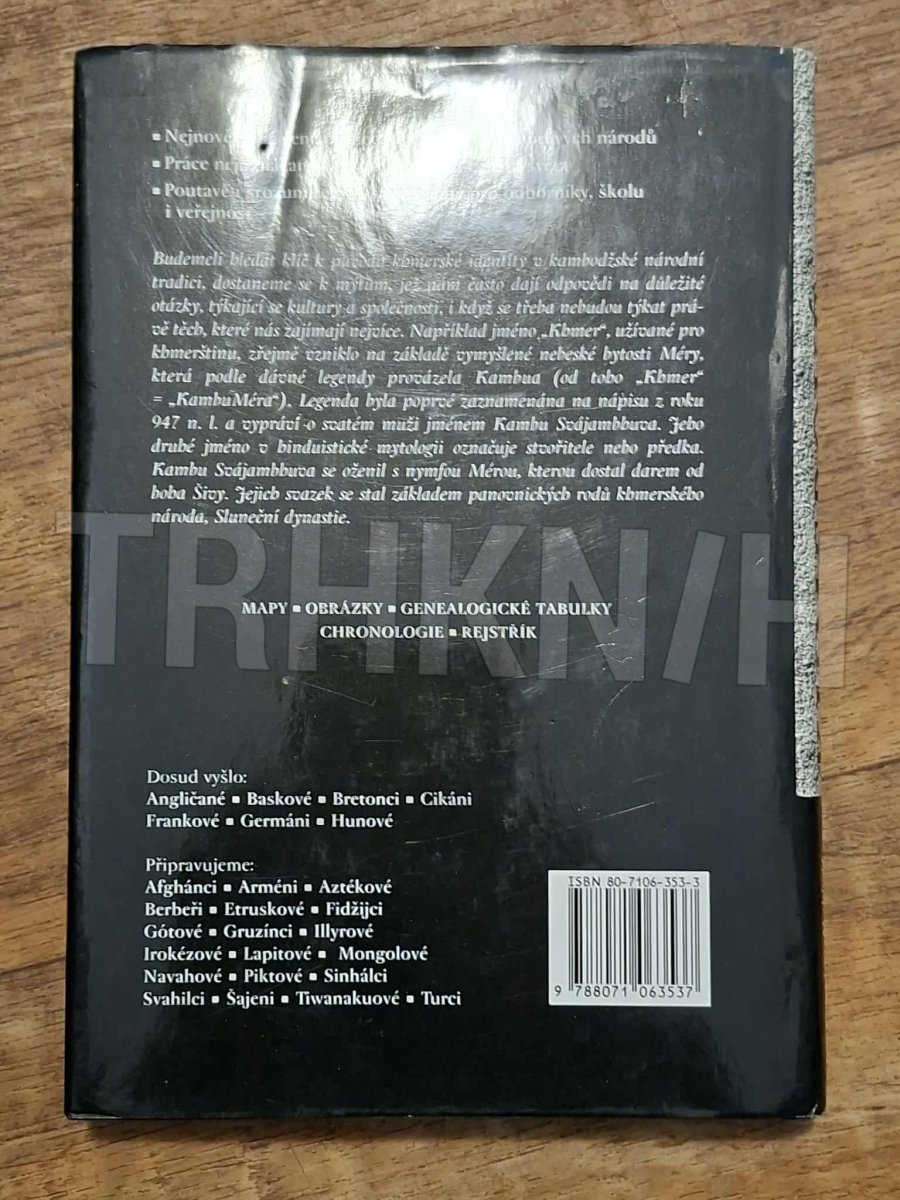 ▪ Nejnově národů
▪ Práce
▪ Poutavé a odborníky, školu
i veřejnost
Budemeli hledat klíč k původu khmerské identity v kambodžské národní
tradici, dostaneme se k mýtům, jež nám často dají odpovědi na důležité
otázky, týkající se kultury a společnosti, i když se třeba nebudou týkat prá-
vě těch, které nás zajímají nejvíce. Například jméno „Khmer“, užívané pro
khmerštinu, zřejmě vzniklo na základě vymyšlené nebeské bytosti Méry,
která podle dávné legendy provázela Kambua (od toho „Khmer“
= „KambuMéra“). Legenda byla poprvé zaznamenána na nápisu z roku
947 n. l. a vypráví o svatém muži jménem Kambu Svájambhuva. Jeho
druhé jméno v hinduistické mytologii označuje stvořitele nebo předka.
Kambu Svájambhuva se oženil s nymfou Mérou, kterou dostal darem od
boha Šivy. Jejich svazek se stal základem panovnických rodů khmerského
národa, Sluneční dynastie.
TRHKN/H
MAPY ▪ OBRÁZKY ▪ GENEALOGICKÉ TABULKY
CHRONOLOGIE ▪ REJSTŘÍK
Dosud vyšlo:
Angličané ▪ Baskové ▪ Bretonci ▪ Cikáni
Frankové ▪ Germáni ▪ Hunové
Připravujeme:
Afghánci ▪ Arméni ▪ Aztékové
Berbeři ▪ Etruskové ▪ Fidžijci
Gótové ▪ Gruzínci ▪ Illyrové
Irokézové ▪ Lapitové ▪ Mongolové
Navahové ▪ Piktové ▪ Sinhálci
Svahilci ▪ Šajeni ▪ Tiwanakuové ▪ Turci
ISBN 80-7106-353-3
9 788071 063537